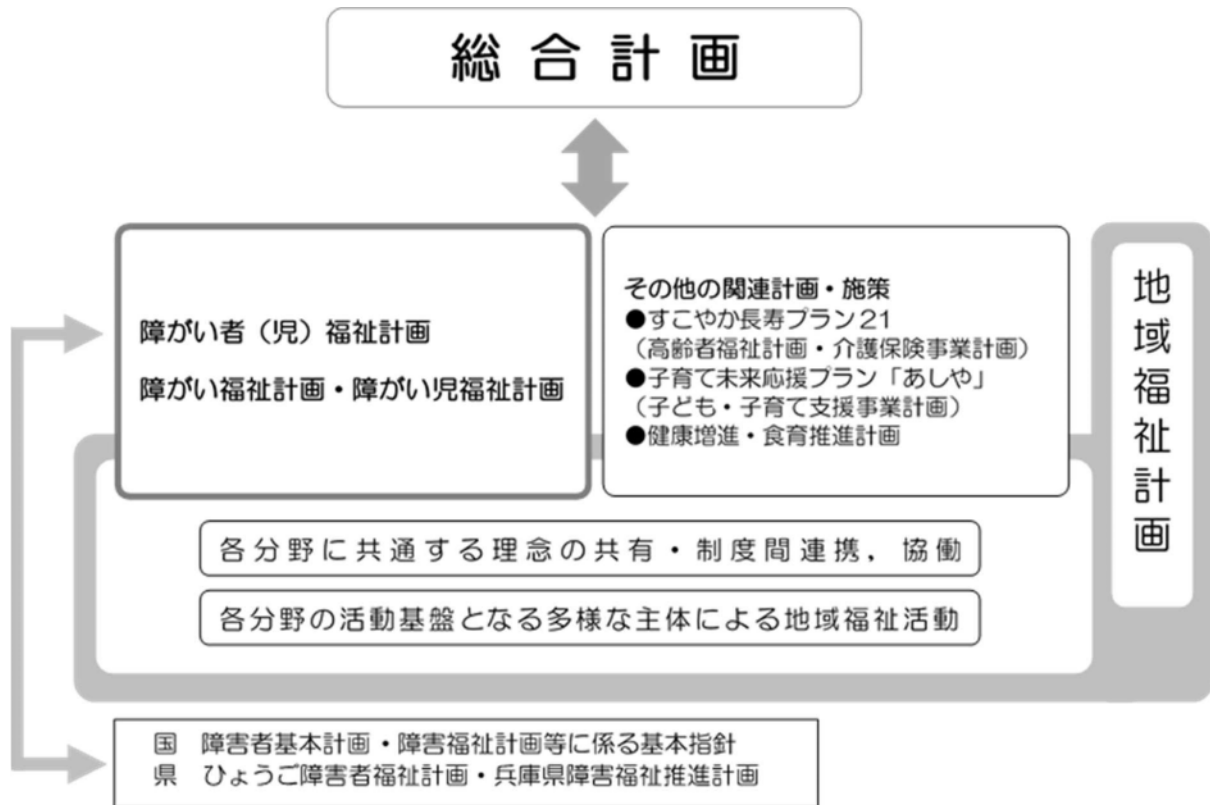 総合計画
障がい者（児）福祉計画
障がい福祉計画・障がい児福祉計画
その他の関連計画・施策
●すこやか長寿プラン21
（高齢者福祉計画・介護保険事業計画）
●子育て未来応援プラン「あしや」
（子ども・子育て支援事業計画）
●健康増進・食育推進計画
地域福祉計画
各分野に共通する理念の共有・制度間連携，協働
各分野の活動基盤となる多様な主体による地域福祉活動
国　障害者基本計画・障害福祉計画等に係る基本指針
県　ひょうご障害者福祉計画・兵庫県障害福祉推進計画